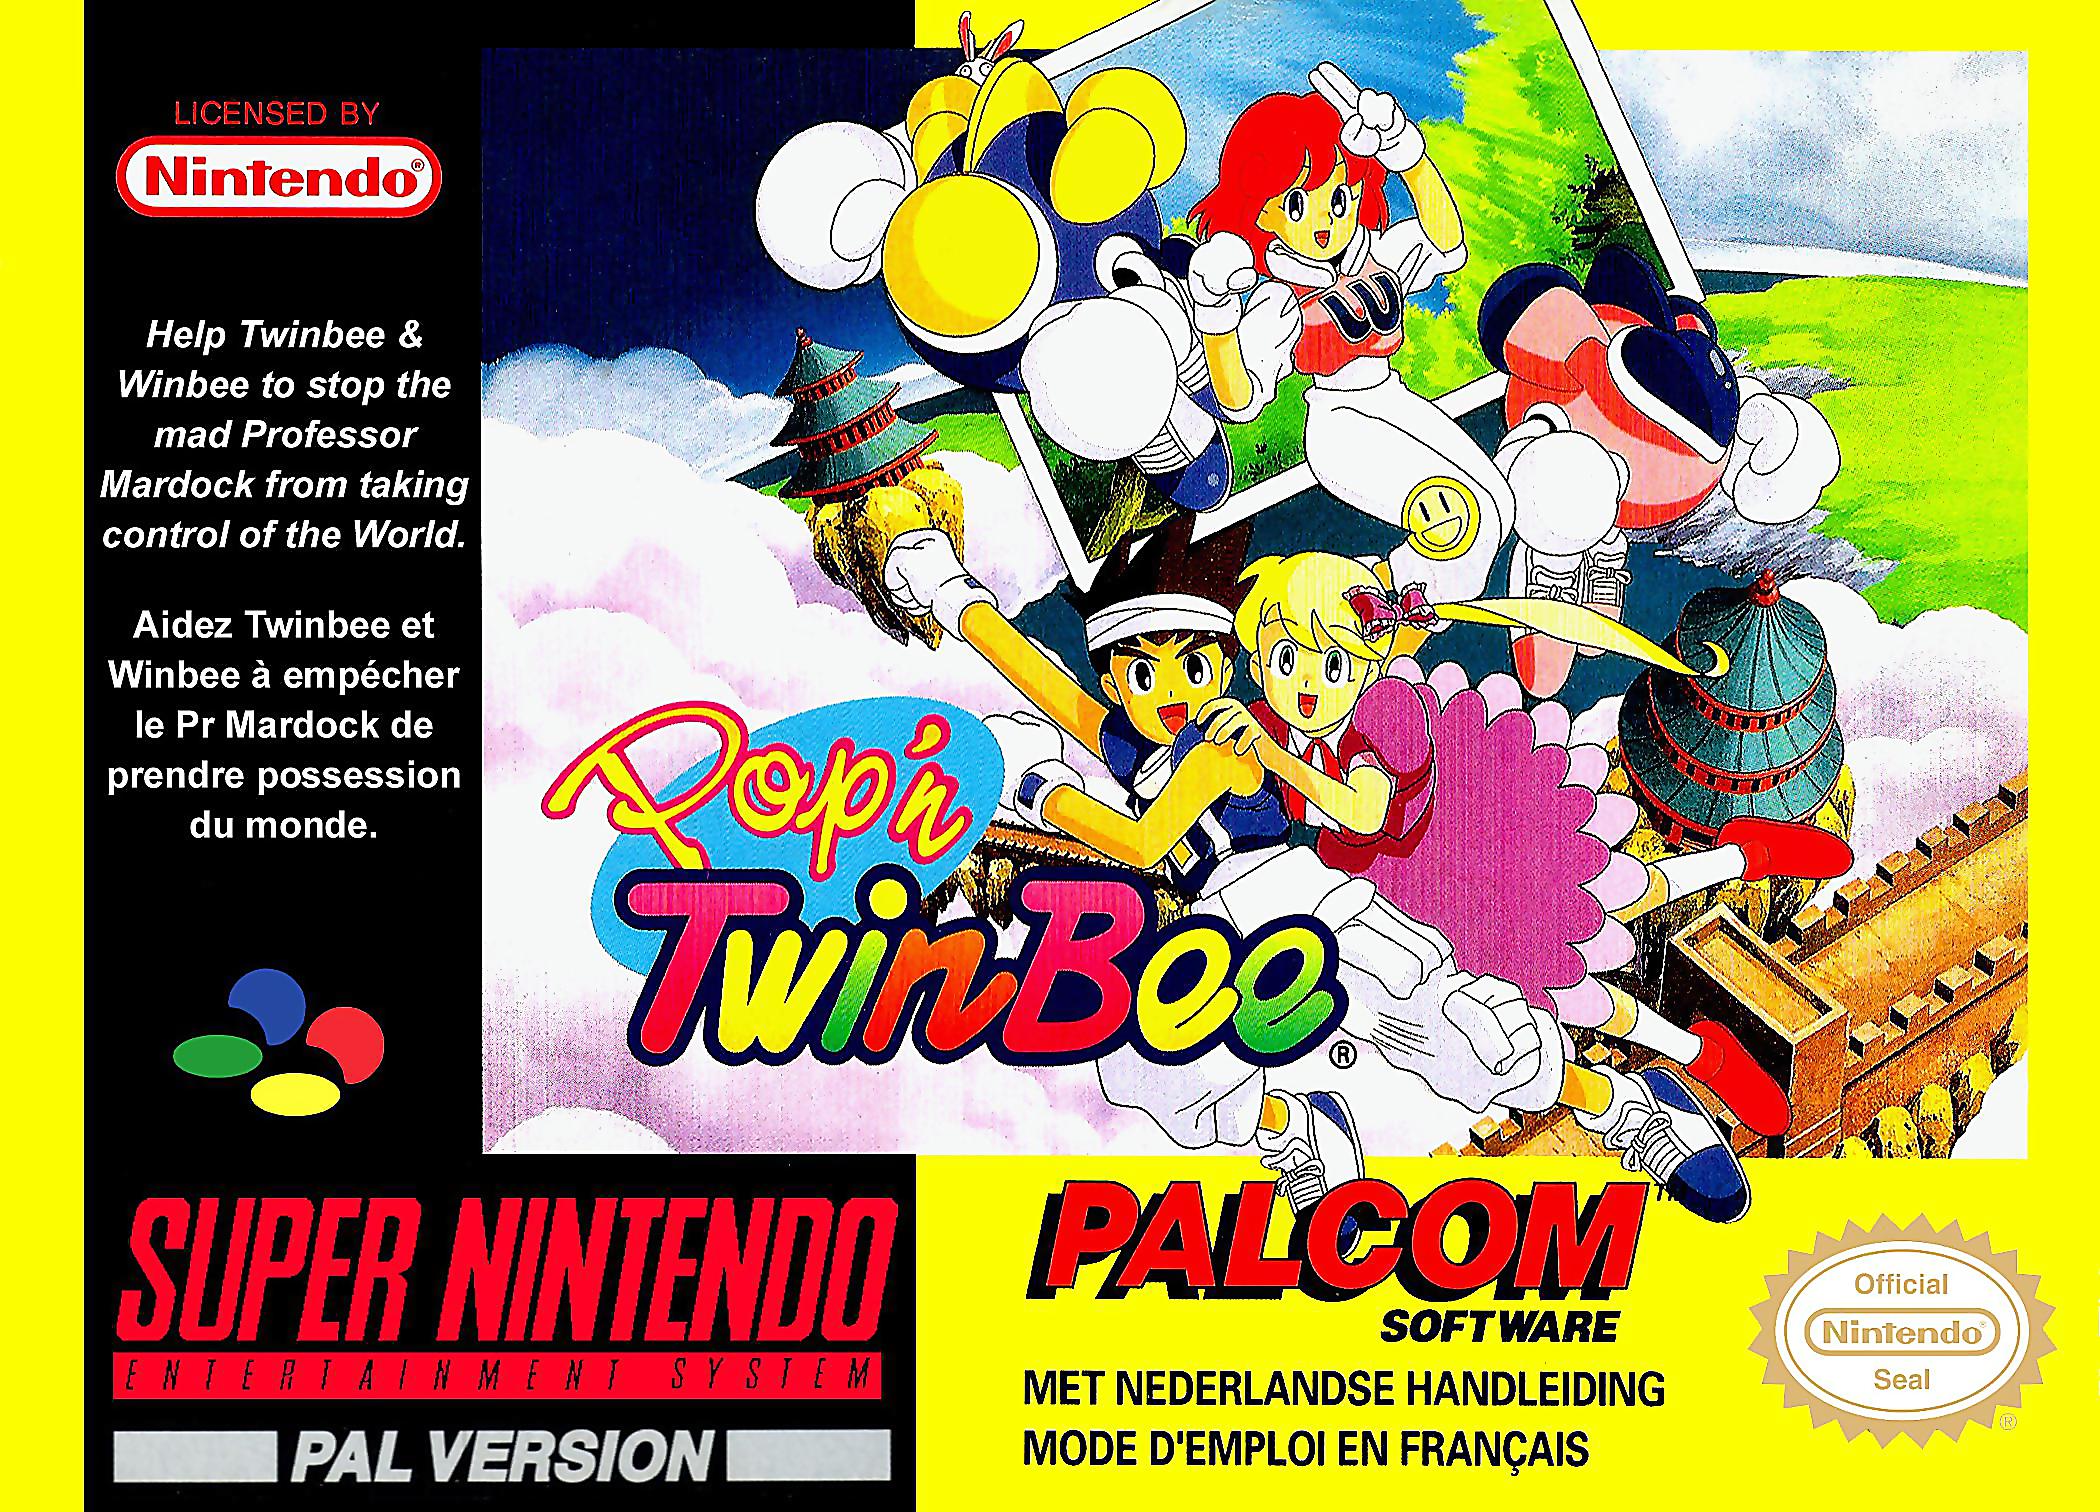 LICENSED BY
Nintendo®
Help Twinbee &
Winbee to stop the
mad Professor
Mardock from taking
control of the World.
Aidez Twinbee et
Winbee à empécher
le Pr Mardock de
prendre possession
du monde.
W
Pop'n
TwinBee®
SUPER NINTENDO
ENTERTAINMENT SYSTEM
PAL VERSION
PALCOM™
SOFTWARE
MET NEDERLANDSE HANDLEIDING
MODE D'EMPLOI EN FRANÇAIS
Official
Nintendo®
Seal
®